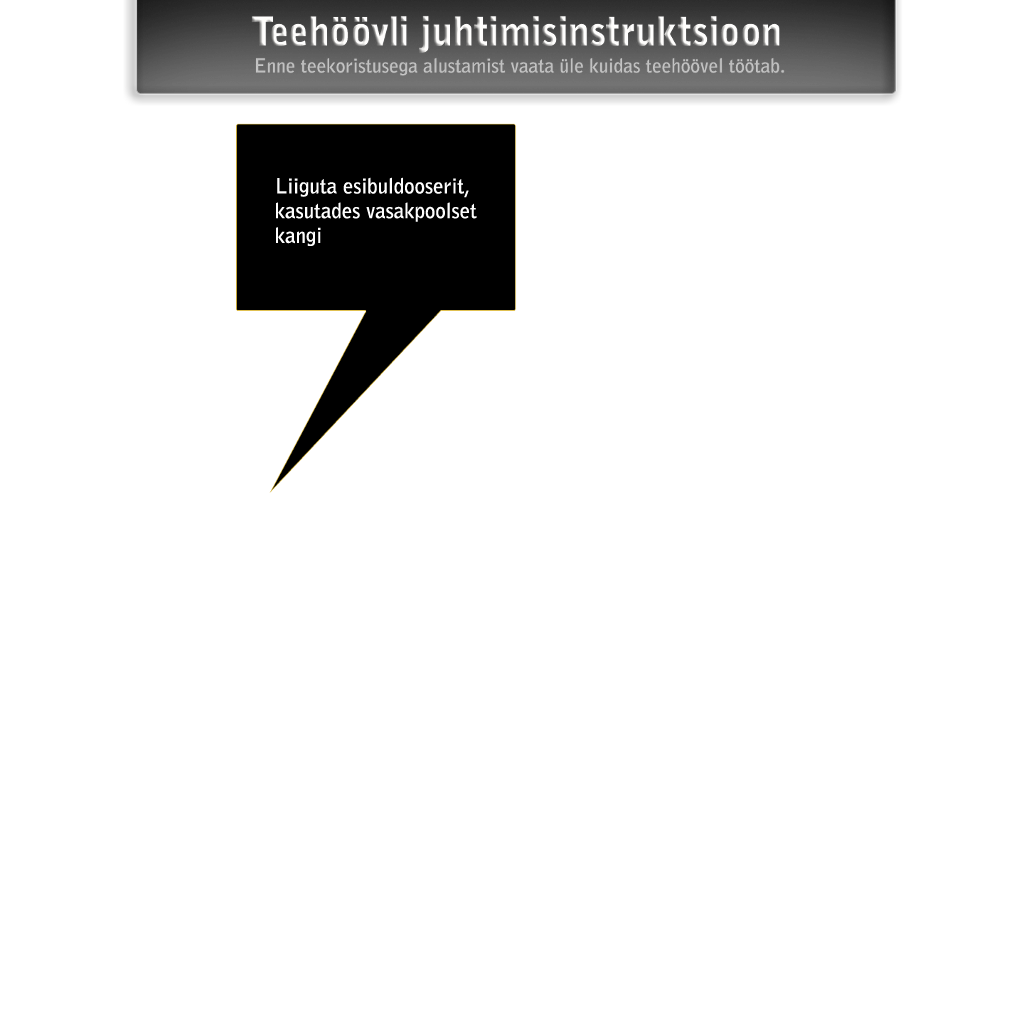 Teehöövli juhtimisinstruktsioon
Enne teekoristusega alustamist vaata üle kuidas teehöövel töötab.
Liiguta esibuldooserit,
kasutades vasakpoolset
kangi